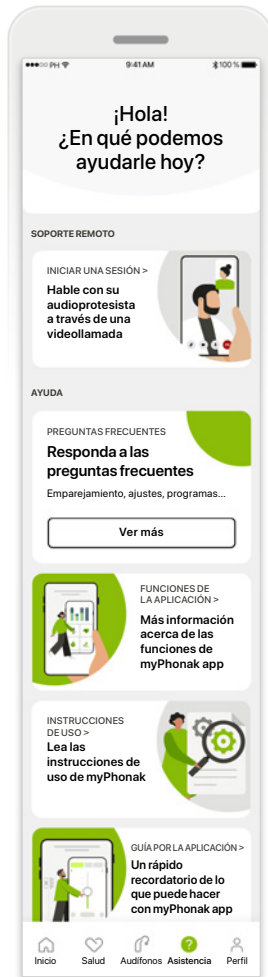 PH
9:41 AM
100 %
¡Hola!
¿En qué podemos
ayudarle hoy?
SOPORTE REMOTO
INICIAR UNA SESIÓN >
Hable con su
audioprotesista
a través de una
videollamada
AYUDA
PREGUNTAS FRECUENTES
Responda a las
preguntas frecuentes
Emparejamiento, ajustes, programas...
Ver más
FUNCIONES DE
LA APLICACIÓN >
Más información
acerca de las
funciones de
myPhonak app
INSTRUCCIONES
DE USO >
Lea las
instrucciones de
uso de myPhonak
GUÍA POR LA APLICACIÓN >
Un rápido
recordatorio de lo
que puede hacer
con myPhonak app
Inicio
Salud
Audífonos
Asistencia
Perfil